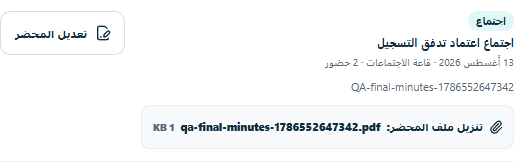 اجتماع
اجتماع اعتماد تدفق التسجيل
13 أغسطس 2026 · قاعة الاجتماعات · 2 حضور
QA-final-minutes-1786552647342
تنزيل ملف المحضر: qa-final-minutes-1786552647342.pdf 1 KB
تعديل المحضر